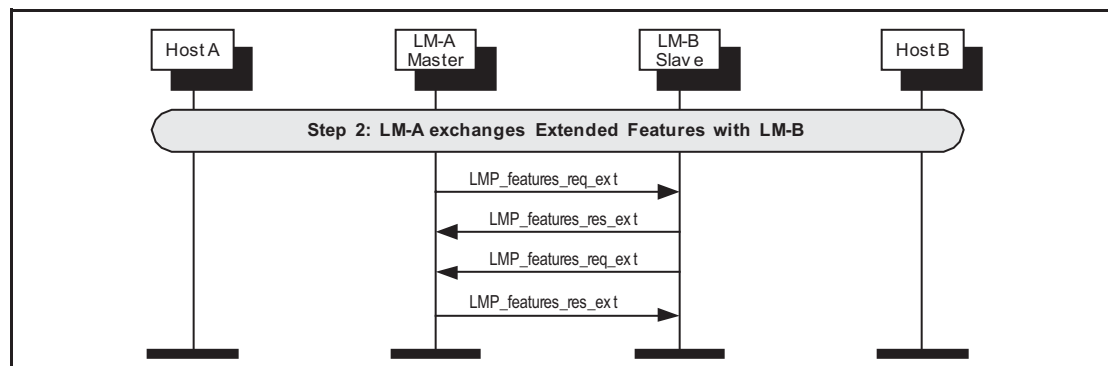 Host A
LM-A
Master
LM-B
Slave
Host B
Step 2: LM-A exchanges Extended Features with LM-B
LMP_features_req_ext
LMP_features_res_ext
LMP_features_req_ext
LMP_features_res_ext